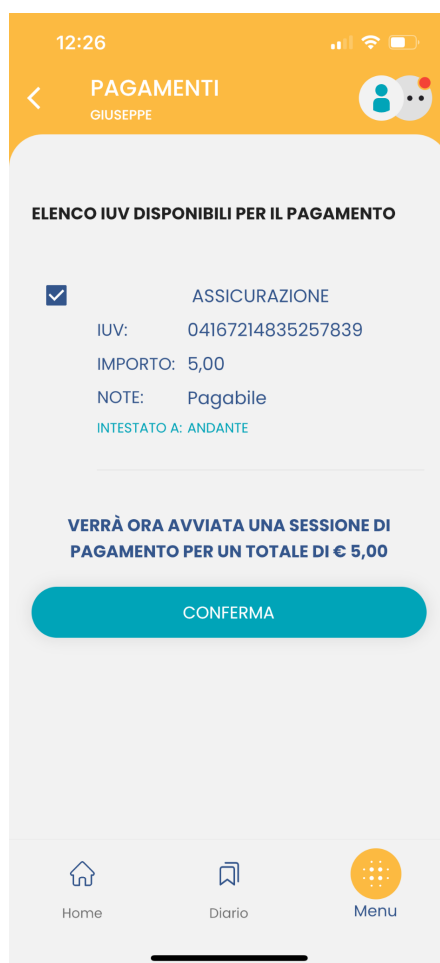 12:26
PAGAMENTI
GIUSEPPE
ELENCO IUV DISPONIBILI PER IL PAGAMENTO
ASSICURAZIONE
IUV: 04167214835257839
IMPORTO: 5,00
NOTE: Pagabile
INTESTATO A: ANDANTE
VERRÀ ORA AVVIATA UNA SESSIONE DI
PAGAMENTO PER UN TOTALE DI € 5,00
CONFERMA
Home Diario Menu